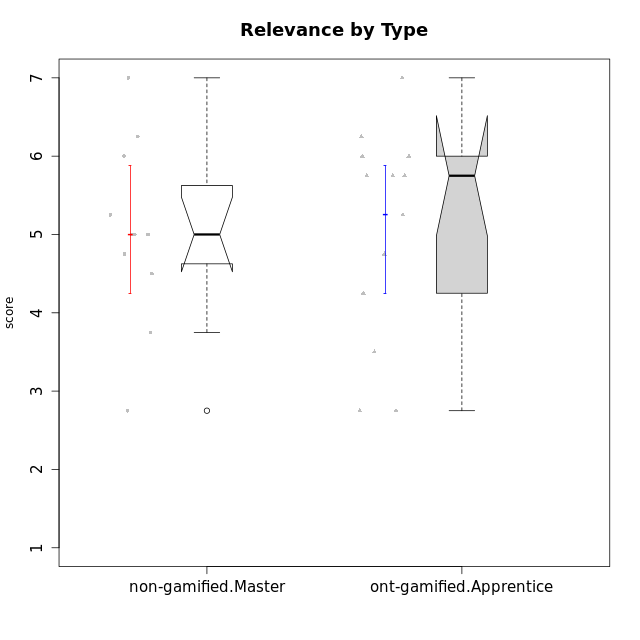 Relevance by Type
7
6
5
4
3
2
1
score
non-gamified.Master
ont-gamified.Apprentice